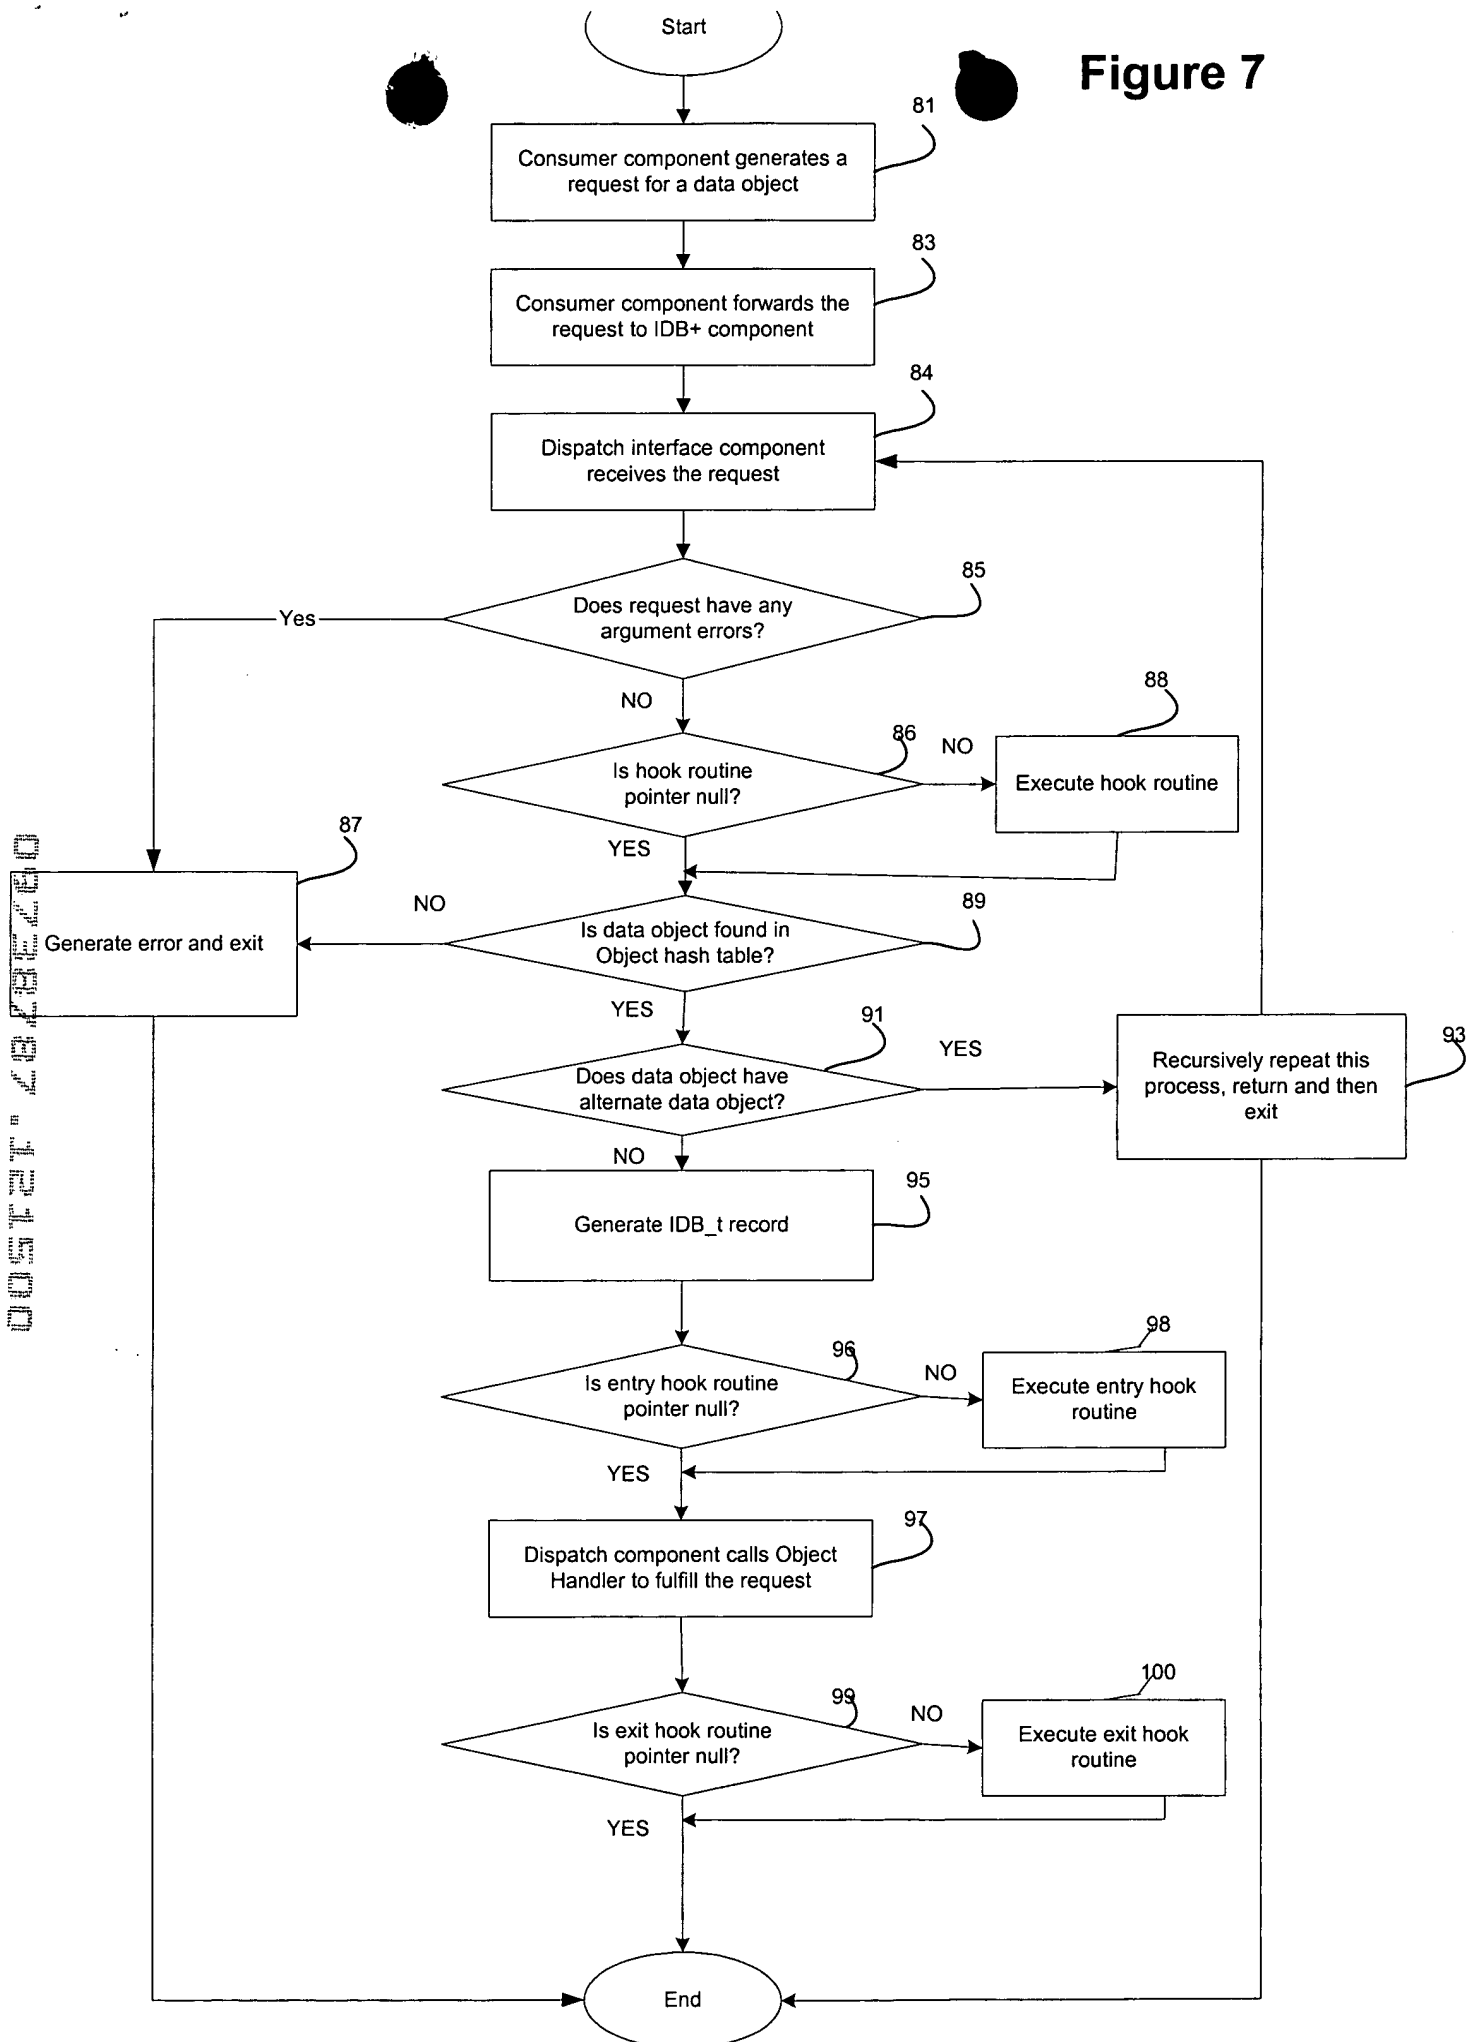 Start
Figure 7
81
Consumer component generates a
request for a data object
83
Consumer component forwards the
request to IDB+ component
84
Dispatch interface component
receives the request
85
Does request have any
argument errors?
Yes
NO
88
86
NO
Is hook routine
pointer null?
Execute hook routine
YES
87
NO
89
Generate error and exit
Is data object found in
Object hash table?
YES
91
YES
93
Does data object have
alternate data object?
Recursively repeat this
process, return and then
exit
NO
95
Generate IDB_t record
98
96
NO
Is entry hook routine
pointer null?
Execute entry hook
routine
YES
97
Dispatch component calls Object
Handler to fulfill the request
100
99
NO
Is exit hook routine
pointer null?
Execute exit hook
routine
YES
End
09738787.121500